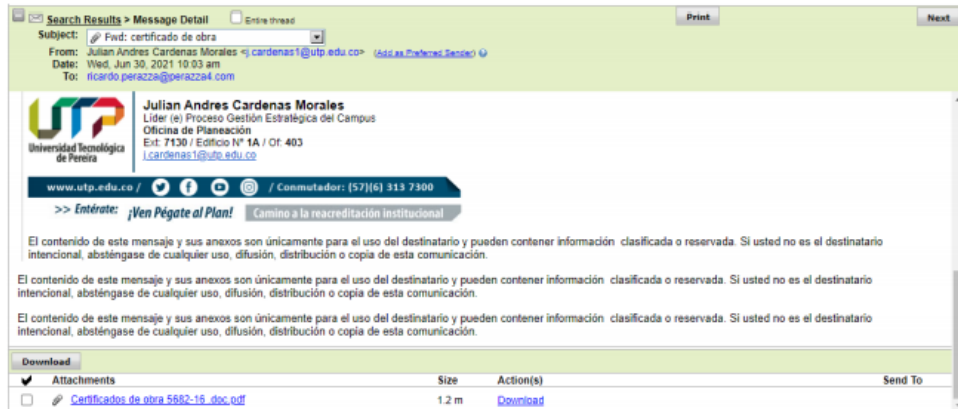 Search Results > Message Detail Entire thread Print Next
Subject: Fwd: certificado de obra
From: Julian Andres Cardenas Morales <j.cardenas1@utp.edu.co> (Add as Preferred Sender)
Date: Wed, Jun 30, 2021 10:03 am
To: ricardo.perazza@perazza4.com
UTP
Universidad Tecnológica
de Pereira
Julian Andres Cardenas Morales
Líder (e) Proceso Gestión Estratégica del Campus
Oficina de Planeación
Ext: 7130 / Edificio N° 1A / Of: 403
j.cardenas1@utp.edu.co
www.utp.edu.co / / Conmutador: (57)(6) 313 7300
>> Entérate: ¡Ven Pégate al Plan! Camino a la reacreditación institucional
El contenido de este mensaje y sus anexos son únicamente para el uso del destinatario y pueden contener información clasificada o reservada. Si usted no es el destinatario
intencional, absténgase de cualquier uso, difusión, distribución o copia de esta comunicación.
El contenido de este mensaje y sus anexos son únicamente para el uso del destinatario y pueden contener información clasificada o reservada. Si usted no es el destinatario
intencional, absténgase de cualquier uso, difusión, distribución o copia de esta comunicación.
El contenido de este mensaje y sus anexos son únicamente para el uso del destinatario y pueden contener información clasificada o reservada. Si usted no es el destinatario
intencional, absténgase de cualquier uso, difusión, distribución o copia de esta comunicación.
Download
Attachments Size Action(s) Send To
Certificados de obra 5682-16 .doc.pdf 1.2 m Download